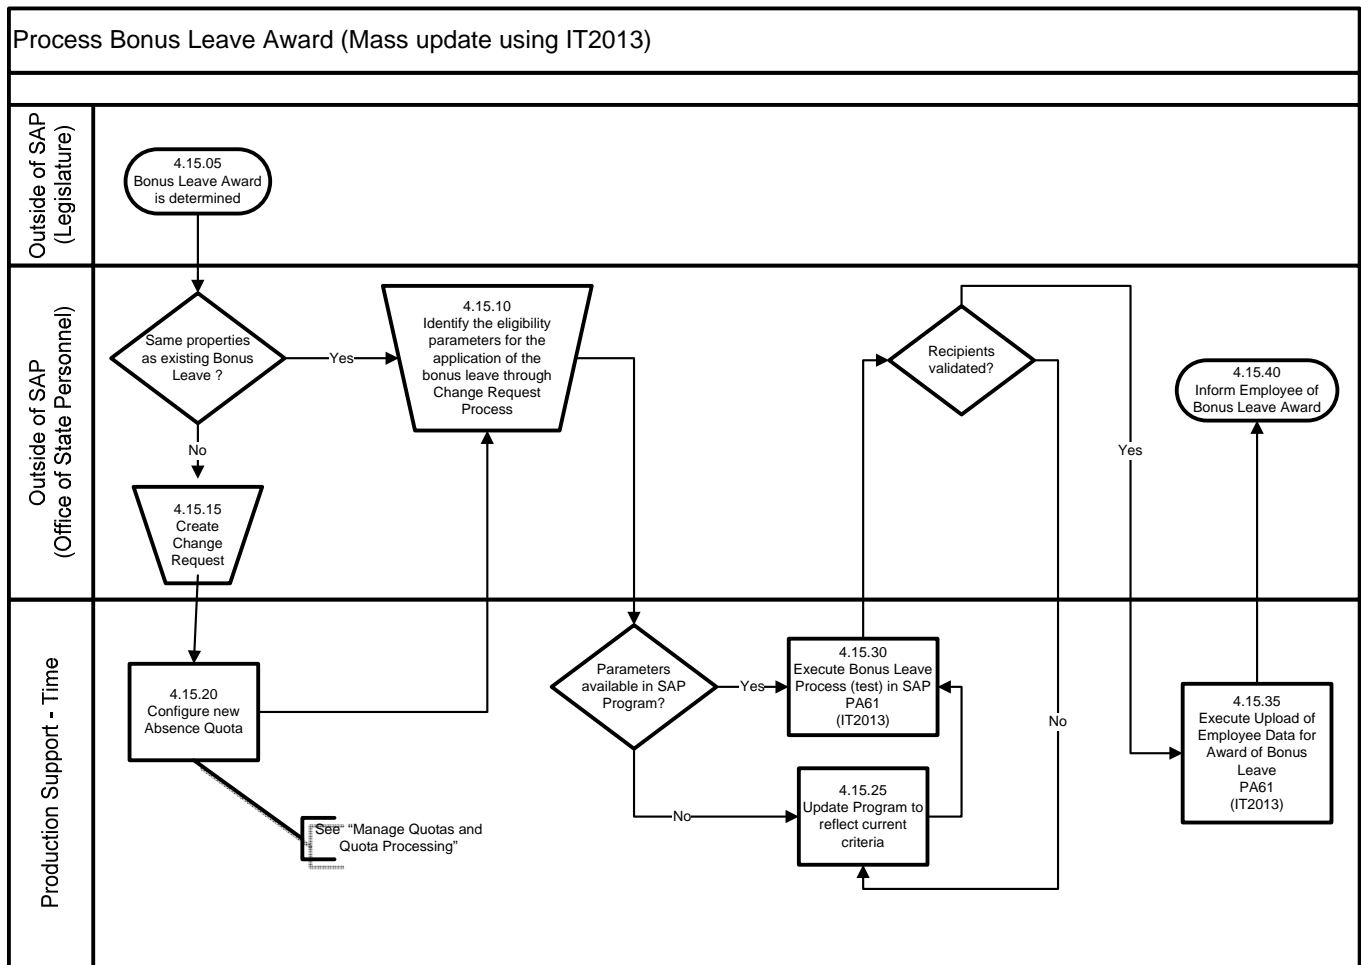 Process Bonus Leave Award (Mass update using IT2013)
Outside of SAP
(Legislature)
4.15.05
Bonus Leave Award
is determined
Outside of SAP
(Office of State Personnel)
Same properties
as existing Bonus
Leave ?
Yes
No
4.15.10
Identify the eligibility
parameters for the
application of the
bonus leave through
Change Request
Process
4.15.15
Create
Change
Request
Recipients
validated?
Yes
No
4.15.40
Inform Employee of
Bonus Leave Award
Production Support - Time
4.15.20
Configure new
Absence Quota
See "Manage Quotas and
Quota Processing"
Parameters
available in SAP
Program?
Yes
No
4.15.30
Execute Bonus Leave
Process (test) in SAP
PA61
(IT2013)
4.15.25
Update Program to
reflect current
criteria
4.15.35
Execute Upload of
Employee Data for
Award of Bonus
Leave
PA61
(IT2013)